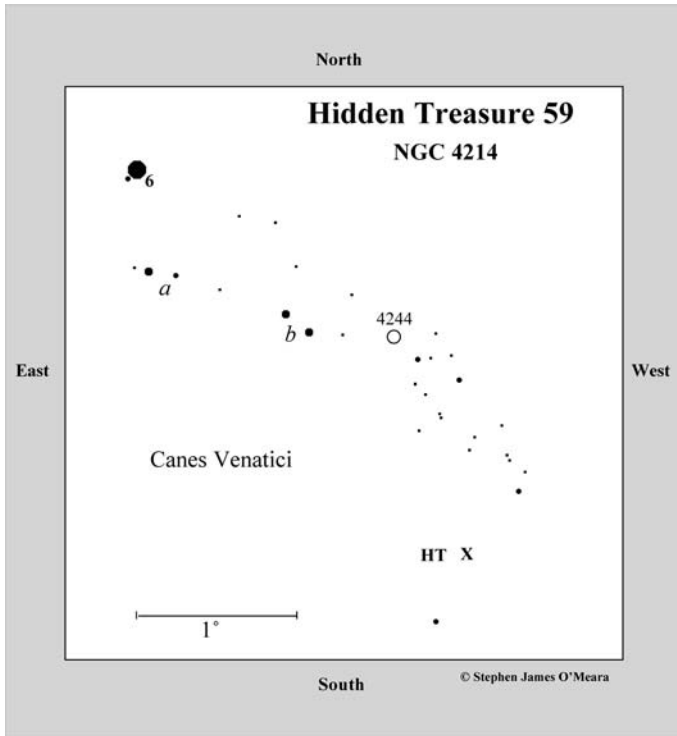 North
Hidden Treasure 59
NGC 4214
6
a
4244
b
East
West
Canes Venatici
HT X
1°
South
© Stephen James O'Meara